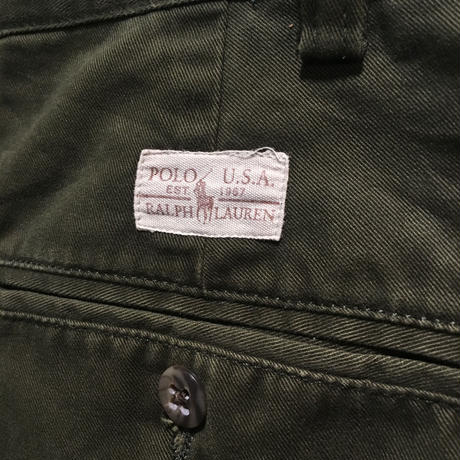 POLO U.S.A.
EST. 1967
RALPH LAUREN